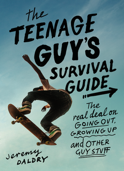 the
TEENAGE
GUY'S
SURVIVAL
GUIDE
The
real deal on
GOING OUT,
GROWING UP
and OTHER
GUY STUFF
Jeremy
DALDRY